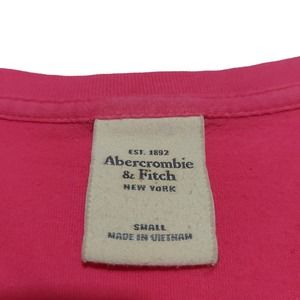 EST. 1892
Abercrombie
& Fitch
NEW YORK
SMALL
MADE IN VIETNAM